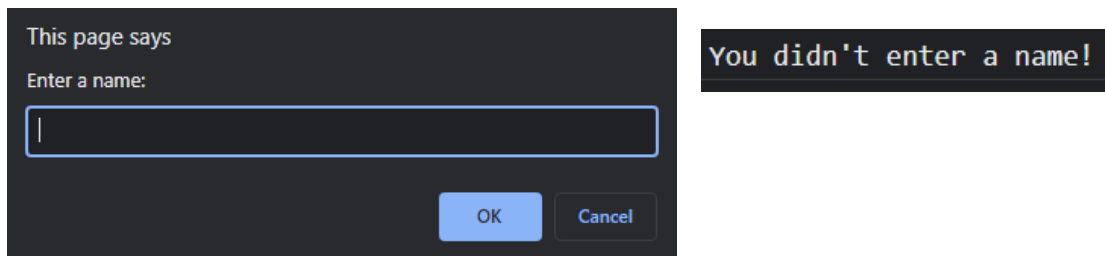 This page says
Enter a name:
OK
Cancel
You didn't enter a name!